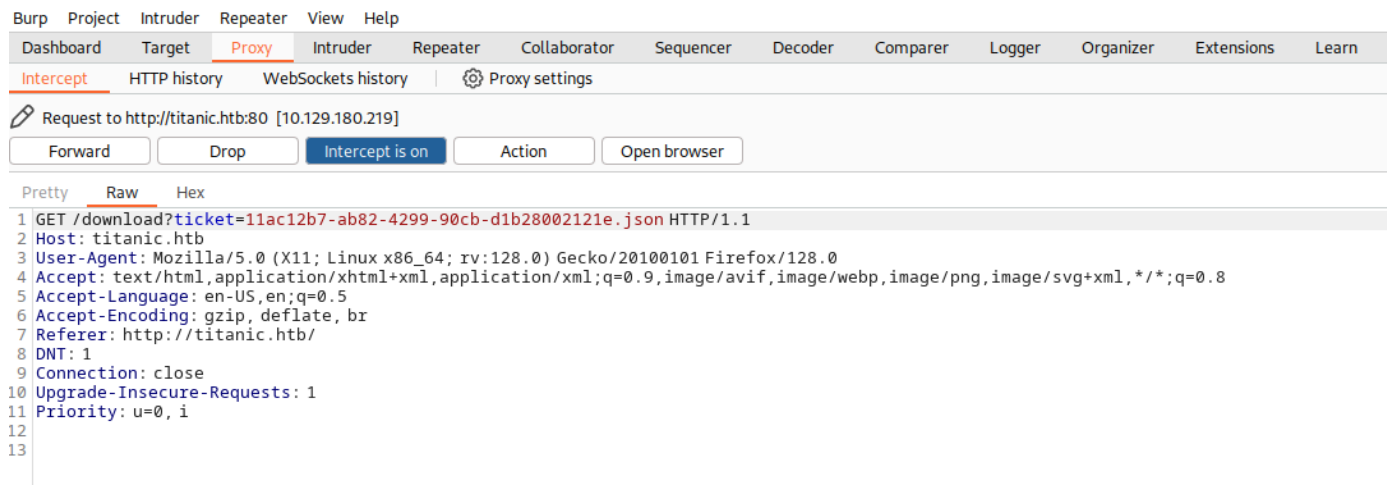 Burp Project Intruder Repeater View Help
Dashboard Target Proxy Intruder Repeater Collaborator Sequencer Decoder Comparer Logger Organizer Extensions Learn
Intercept HTTP history WebSockets history Proxy settings
Request to http://titanic.htb:80 [10.129.180.219]
Forward Drop Intercept is on Action Open browser
Pretty Raw Hex
1 GET /download?ticket=11ac12b7-ab82-4299-90cb-d1b28002121e.json HTTP/1.1
2 Host: titanic.htb
3 User-Agent: Mozilla/5.0 (X11; Linux x86_64; rv:128.0) Gecko/20100101 Firefox/128.0
4 Accept: text/html,application/xhtml+xml,application/xml;q=0.9,image/avif,image/webp,image/png,image/svg+xml,*/*;q=0.8
5 Accept-Language: en-US,en;q=0.5
6 Accept-Encoding: gzip, deflate, br
7 Referer: http://titanic.htb/
8 DNT: 1
9 Connection: close
10 Upgrade-Insecure-Requests: 1
11 Priority: u=0, i
12
13